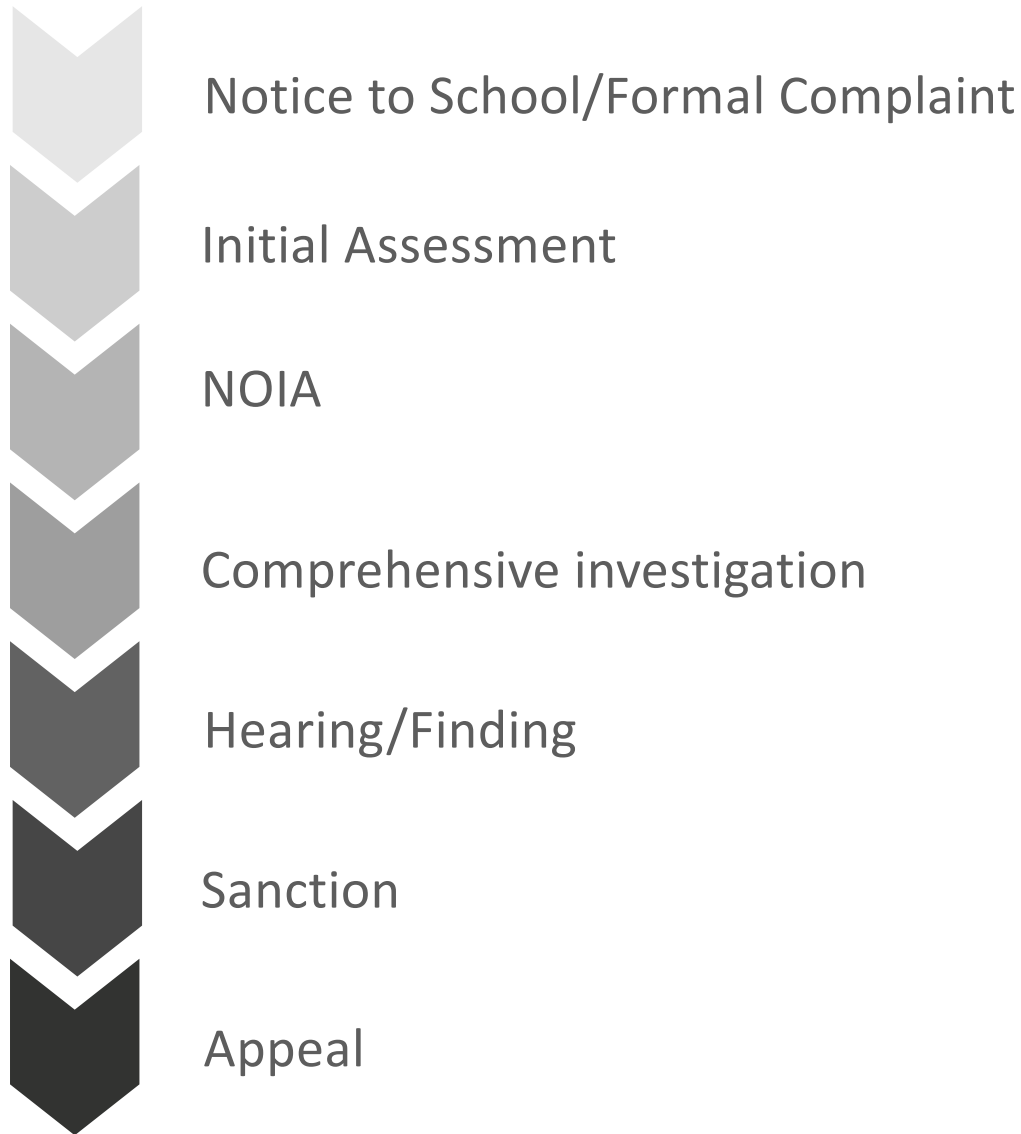 Notice to School/Formal Complaint
Initial Assessment
NOIA
Comprehensive investigation
Hearing/Finding
Sanction
Appeal